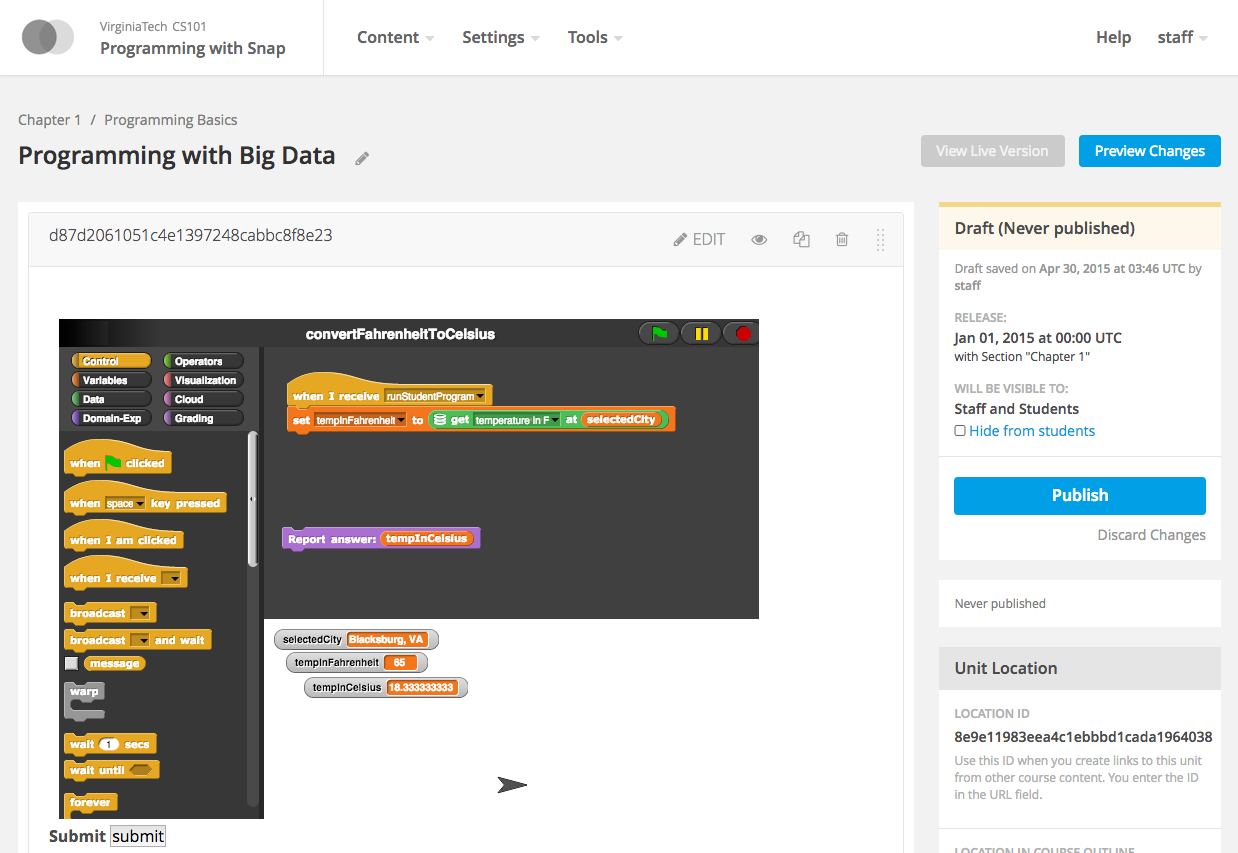 VirginiaTech CS101
Programming with Snap
Content
Settings
Tools
Help
staff
Chapter 1 / Programming Basics
Programming with Big Data
View Live Version
Preview Changes
d87d2061051c4e1397248cabbc8f8e23
EDIT
convertFahrenheitToCelsius
Control
Operators
Variables
Visualization
Data
Cloud
Domain-Exp
Grading
when clicked
when space key pressed
when I am clicked
when I receive
broadcast
broadcast and wait
message
warp
wait 1 secs
wait until
forever
when I receive runStudentProgram
set tempInFahrenheit to get temperature in F at selectedCity
Report answer: tempInCelsius
selectedCity Blacksburg, VA
tempInFahrenheit 65
tempInCelsius 18.333333333
Submit submit
Draft (Never published)
Draft saved on Apr 30, 2015 at 03:46 UTC by
staff
RELEASE:
Jan 01, 2015 at 00:00 UTC
with Section "Chapter 1"
WILL BE VISIBLE TO:
Staff and Students
Hide from students
Publish
Discard Changes
Never published
Unit Location
LOCATION ID
8e9e11983eea4c1ebbbd1cada1964038
Use this ID when you create links to this unit
from other course content. You enter the ID
in the URL field.
LOCATION IN COURSE OUTLINE